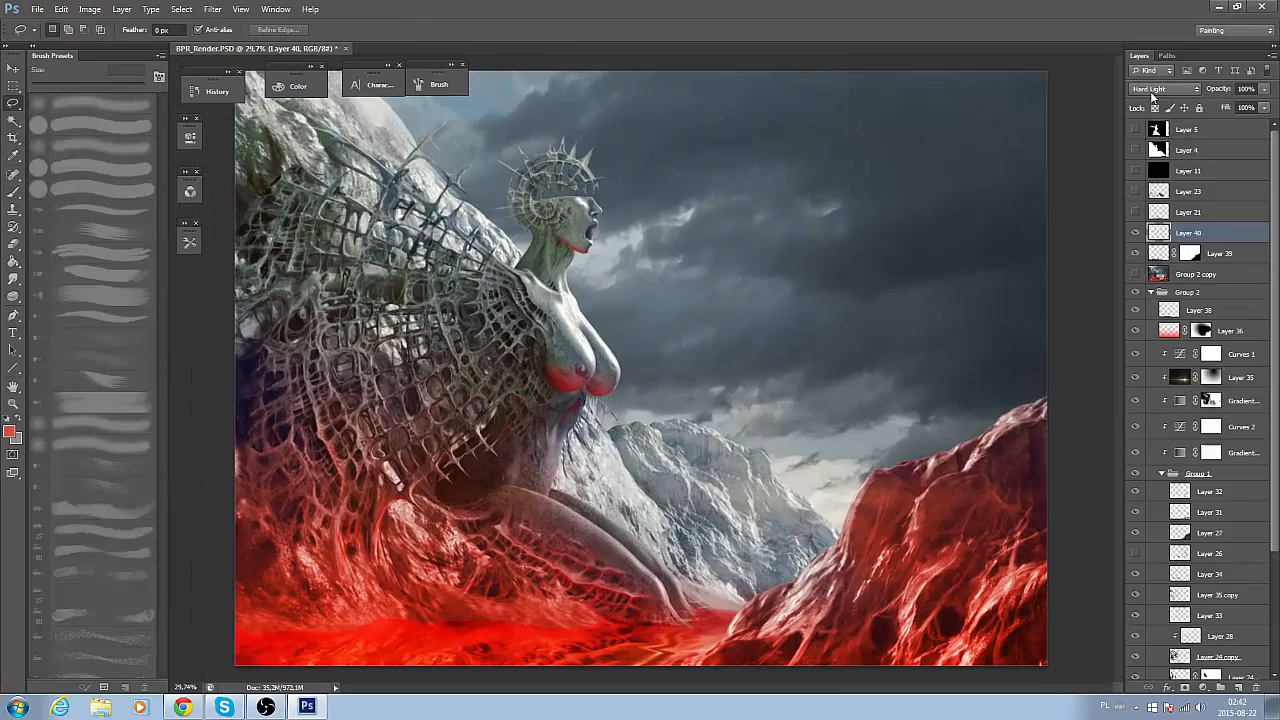 Ps File Edit Image Layer Type Select Filter 3D View Window Help
Feather: 0 px Anti-alias Refine Edge... Painting
Brush Presets
BPR_Render.PSD @ 29,7% (Layer 40, RGB/8#) * ×
Layers Paths
Size:
Kind
History
Color
Charac...
Brush
Hard Light Opacity: 100%
Lock: Fill: 100%
Layer 5
Layer 4
Layer 11
Layer 23
Layer 21
Layer 40
Layer 39
Group 2 copy
Group 2
Layer 38
Layer 36
Curves 1
Layer 35
Gradient...
Curves 2
Gradient...
Group 1
Layer 32
Layer 31
Layer 27
Layer 26
Layer 34
Layer 35 copy
Layer 33
Layer 28
Layer 24 copy
Layer 24
29,74% Doc: 35,2M/972,1M
PL 02:42
2015-08-22